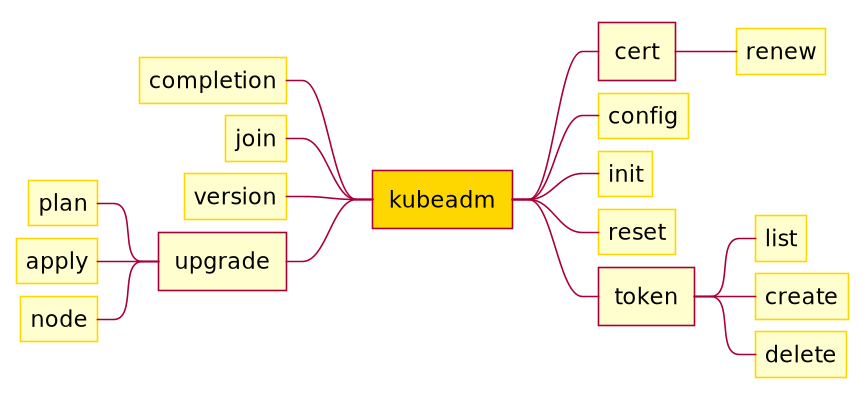 completion
join
version
upgrade
plan
apply
node
kubeadm
cert
renew
config
init
reset
token
list
create
delete